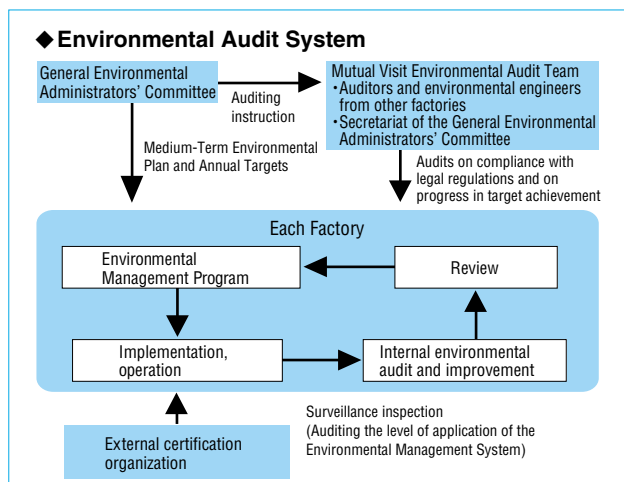 ◆Environmental Audit System
General Environmental
Administrators' Committee
Auditing
instruction
Mutual Visit Environmental Audit Team
・Auditors and environmental engineers
from other factories
・Secretariat of the General Environmental
Administrators' Committee
Medium-Term Environmental
Plan and Annual Targets
Audits on compliance with
legal regulations and on
progress in target achievement
Each Factory
Environmental
Management Program
Review
Implementation,
operation
Internal environmental
audit and improvement
External certification
organization
Surveillance inspection
(Auditing the level of application of the
Environmental Management System)